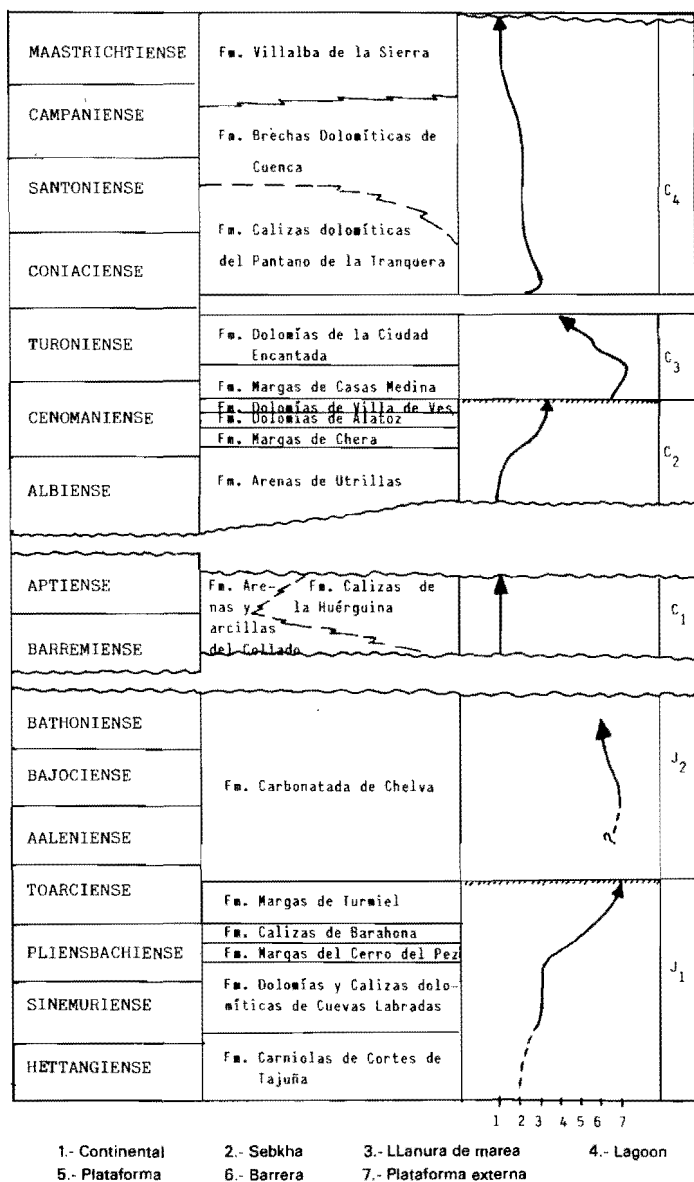 MAASTRICHTIENSE
Fm. Villalba de la Sierra
CAMPANIENSE
Fm. Brechas Dolomíticas de
Cuenca
SANTONIENSE
C4
Fm. Calizas dolomíticas
del Pantano de la Tranquera
CONIACIENSE
TURONIENSE
Fm. Dolomías de la Ciudad
Encantada
C3
Fm. Margas de Casas Medina
CENOMANIENSE
Fm. Dolomías de Villa de Ves
Fm. Dolomías de Alatoz
Fm. Margas de Chera
C2
ALBIENSE
Fm. Arenas de Utrillas
APTIENSE
Fm. Are-
nas y
arcillas
del Collado
Fm. Calizas de
la Huérguina
C1
BARREMIENSE
BATHONIENSE
J2
BAJOCIENSE
Fm. Carbonatada de Chelva
AALENIENSE
?
TOARCIENSE
Fm. Margas de Turmiel
Fm. Calizas de Barahona
PLIENSBACHIENSE
Fm. Margas del Cerro del Pez
J1
SINEMURIENSE
Fm. Dolomías y Calizas dolo-
míticas de Cuevas Labradas
HETTANGIENSE
Fm. Carniolas de Cortes de
Tajuña
1 2 3 4 5 6 7
1.- Continental 2.- Sebkha 3.- LLanura de marea 4.- Lagoon
5.- Plataforma 6.- Barrera 7.- Plataforma externa